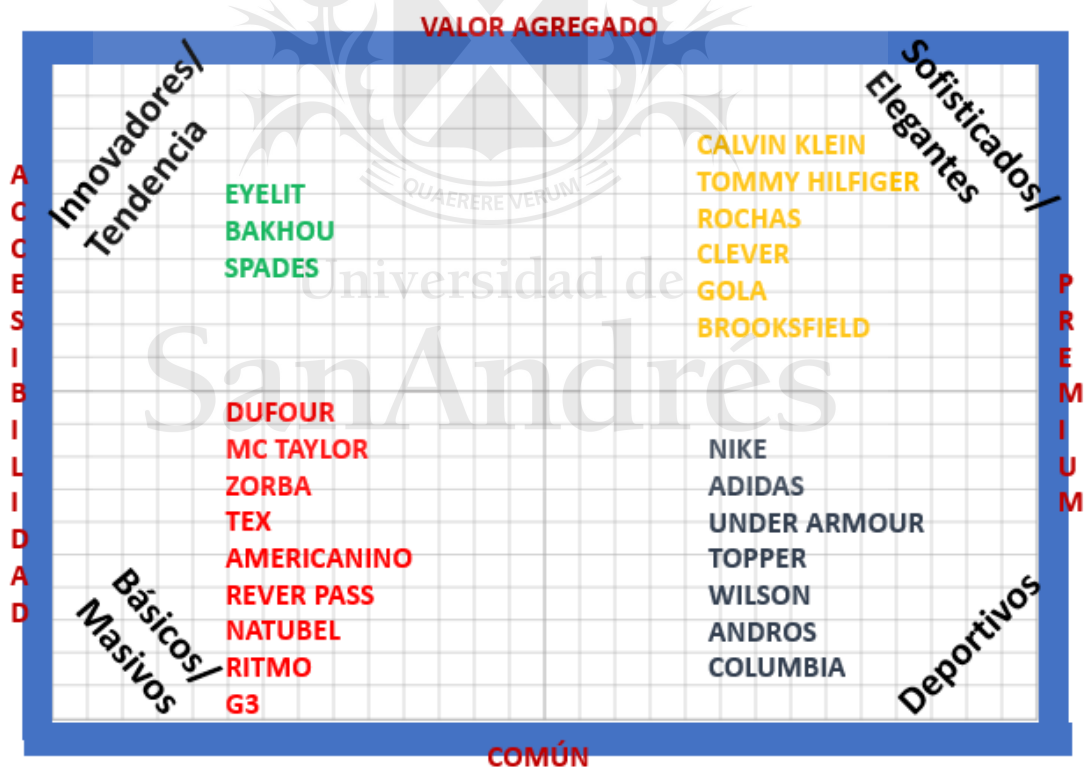 VALOR AGREGADO
Innovadores/
Tendencia
Sofisticados/
Elegantes
ACCESIBILIDAD
PREMIUM
QUAERERE VERUM
Universidad de
SanAndrés
EYELIT
BAKHOU
SPADES
CALVIN KLEIN
TOMMY HILFIGER
ROCHAS
CLEVER
GOLA
BROOKSFIELD
DUFOUR
MC TAYLOR
ZORBA
TEX
AMERICANINO
REVER PASS
NATUBEL
RITMO
G3
NIKE
ADIDAS
UNDER ARMOUR
TOPPER
WILSON
ANDROS
COLUMBIA
Básicos/
Masivos
Deportivos
COMÚN